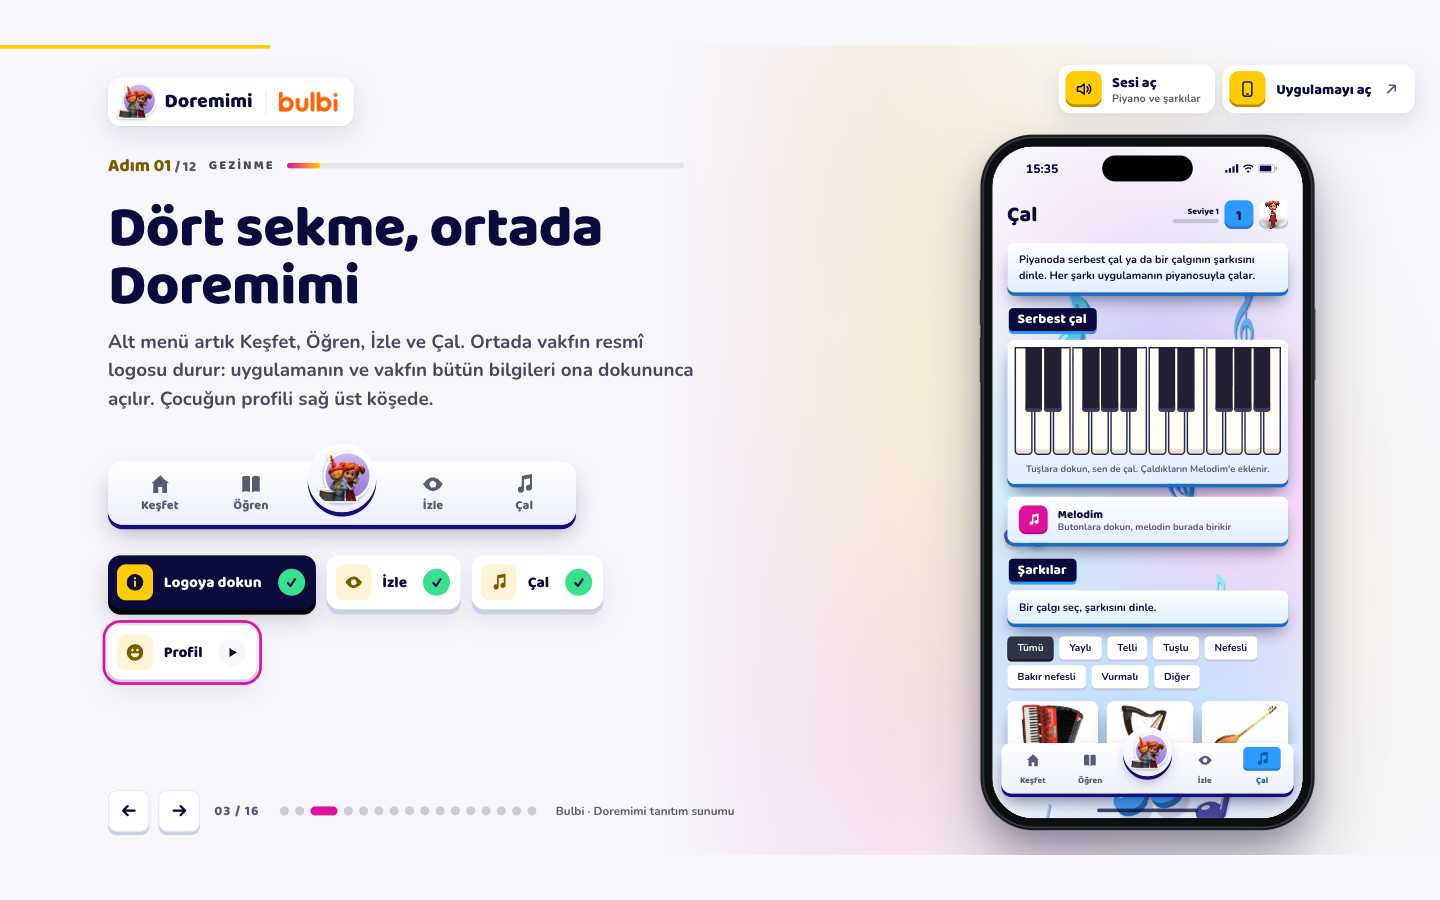 Doremimi
bulbi
Sesi aç
Piyano ve şarkılar
Uygulamayı aç
Adım 01 / 12 GEZİNME
Dört sekme, ortada
Doremimi
Alt menü artık Keşfet, Öğren, İzle ve Çal. Ortada vakfın resmî
logosu durur: uygulamanın ve vakfın bütün bilgileri ona dokununca
açılır. Çocuğun profili sağ üst köşede.
Keşfet
Öğren
İzle
Çal
Logoya dokun
İzle
Çal
Profil
03 / 16
Bulbi · Doremimi tanıtım sunumu
15:35
Çal
Seviye 1
1
Piyanoda serbest çal ya da bir çalgının şarkısını
dinle. Her şarkı uygulamanın piyanosuyla çalar.
Serbest çal
Tuşlara dokun, sen de çal. Çaldıkların Melodim'e eklenir.
Melodim
Butonlara dokun, melodin burada birikir
Şarkılar
Bir çalgı seç, şarkısını dinle.
Tümü
Yaylı
Telli
Tuşlu
Nefesli
Bakır nefesli
Vurmalı
Diğer
Keşfet
Öğren
İzle
Çal